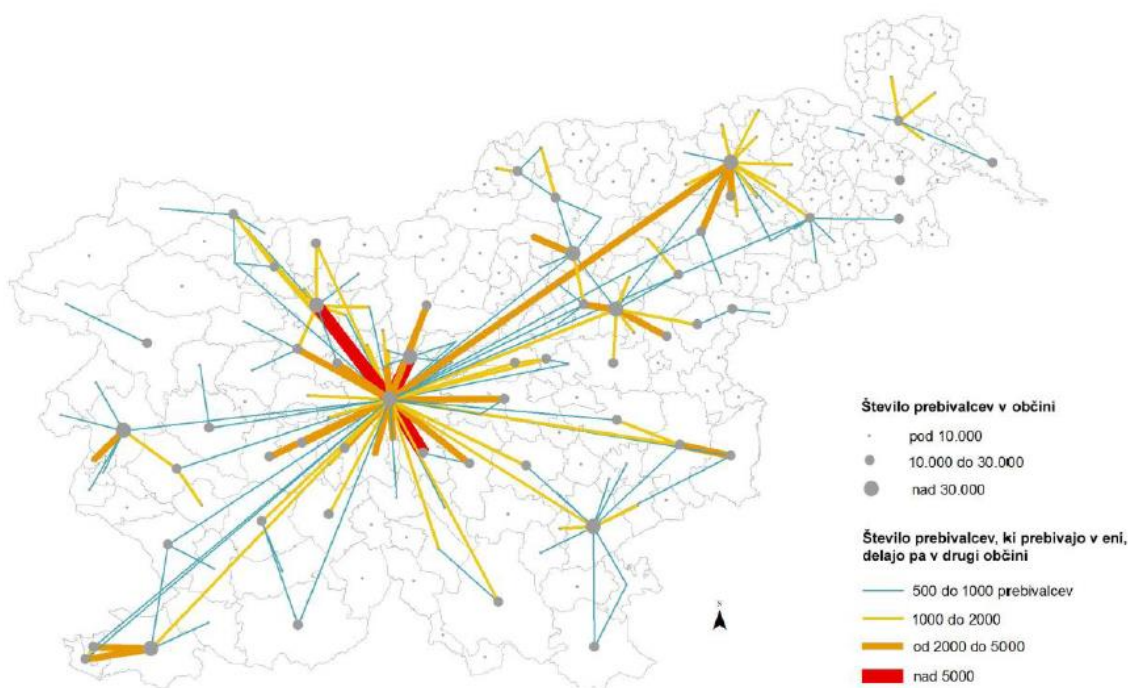 Število prebivalcev v občini
pod 10.000
10.000 do 30.000
nad 30.000
Število prebivalcev, ki prebivajo v eni,
delajo pa v drugi občini
500 do 1000 prebivalcev
1000 do 2000
od 2000 do 5000
nad 5000